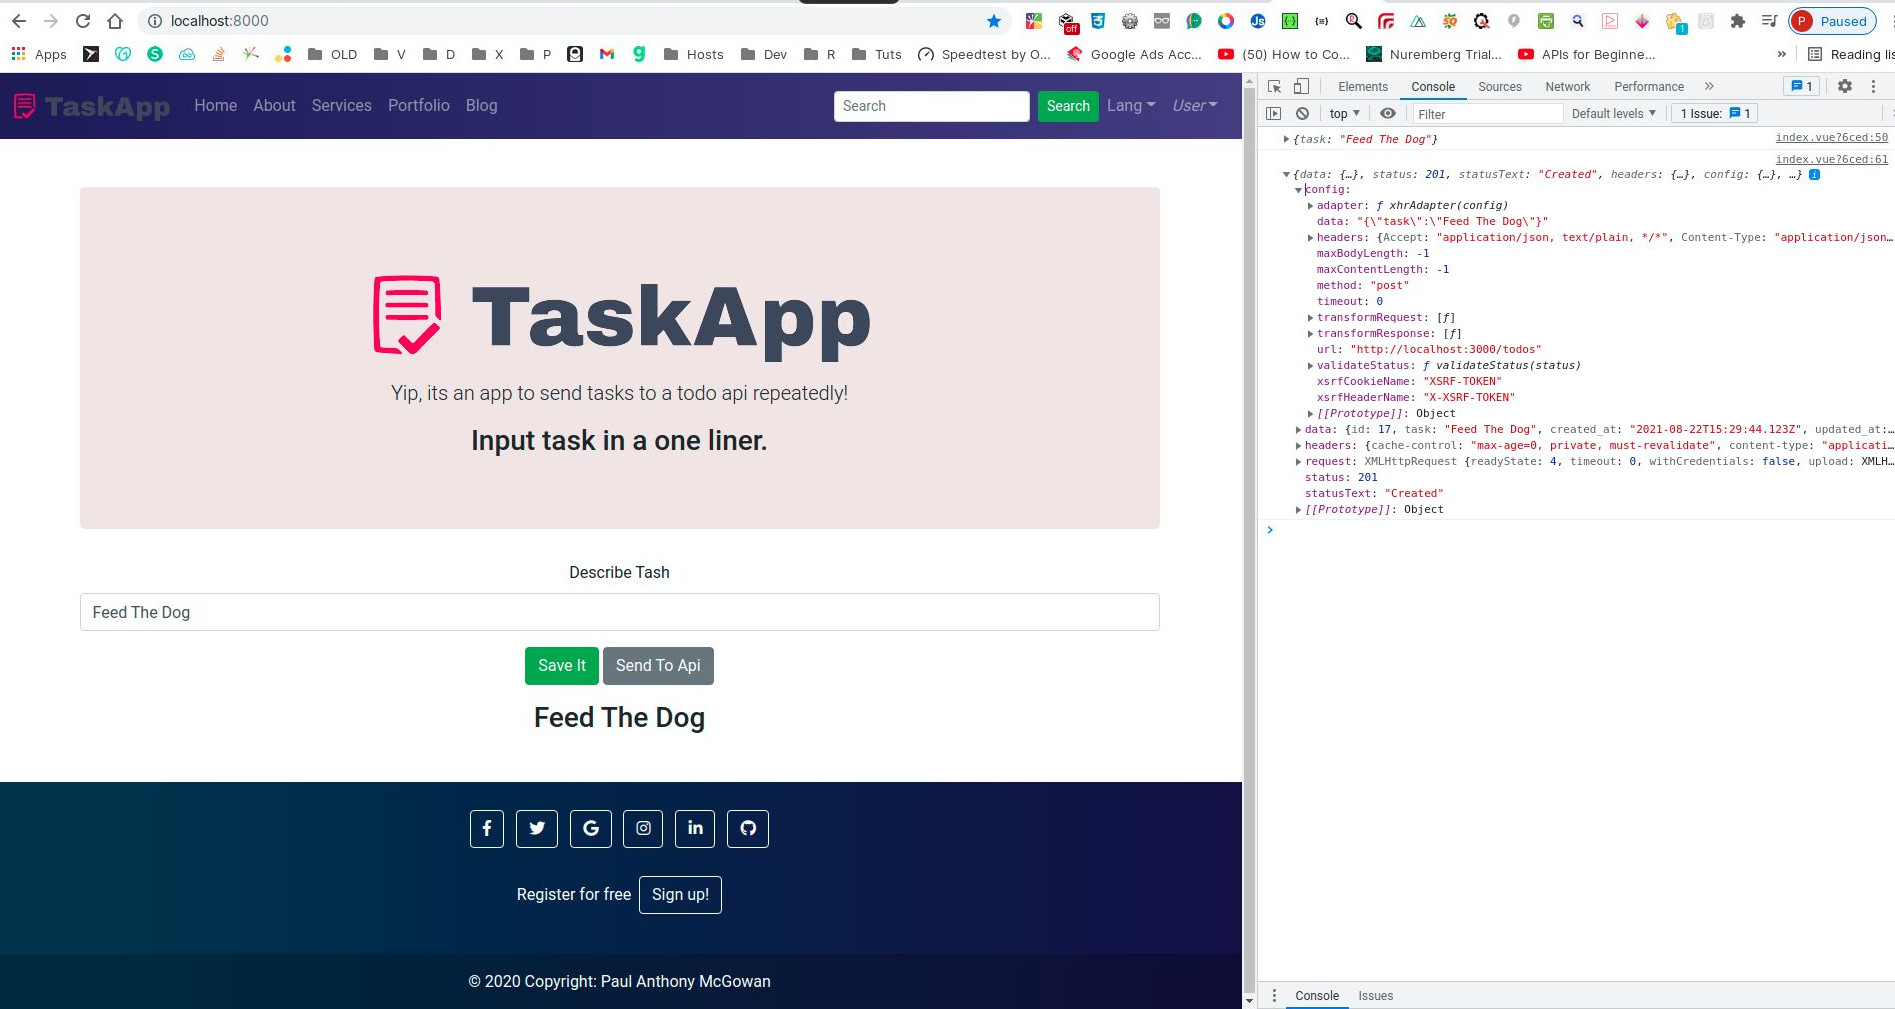 localhost:8000
off
1
P Paused
Apps
OLD V D X P Hosts Dev R Tuts Speedtest by O... Google Ads Acc... (50) How to Co... Nuremberg Trial... APIs for Beginne... » Reading lis
TaskApp Home About Services Portfolio Blog Search Search Lang User
TaskApp
Yip, its an app to send tasks to a todo api repeatedly!
Input task in a one liner.
Describe Tash
Feed The Dog
Save It Send To Api
Feed The Dog
Register for free Sign up!
© 2020 Copyright: Paul Anthony McGowan
Elements Console Sources Network Performance » 1
top Filter Default levels 1 Issue: 1
{task: "Feed The Dog"} index.vue?6ced:50
index.vue?6ced:61
{data: {…}, status: 201, statusText: "Created", headers: {…}, config: {…}, …} i
config:
adapter: ƒ xhrAdapter(config)
data: "{\"task\":\"Feed The Dog\"}"
headers: {Accept: "application/json, text/plain, */*", Content-Type: "application/json…
maxBodyLength: -1
maxContentLength: -1
method: "post"
timeout: 0
transformRequest: [ƒ]
transformResponse: [ƒ]
url: "http://localhost:3000/todos"
validateStatus: ƒ validateStatus(status)
xsrfCookieName: "XSRF-TOKEN"
xsrfHeaderName: "X-XSRF-TOKEN"
[[Prototype]]: Object
data: {id: 17, task: "Feed The Dog", created_at: "2021-08-22T15:29:44.123Z", updated_at:…
headers: {cache-control: "max-age=0, private, must-revalidate", content-type: "applicati…
request: XMLHttpRequest {readyState: 4, timeout: 0, withCredentials: false, upload: XMLH…
status: 201
statusText: "Created"
[[Prototype]]: Object
Console Issues